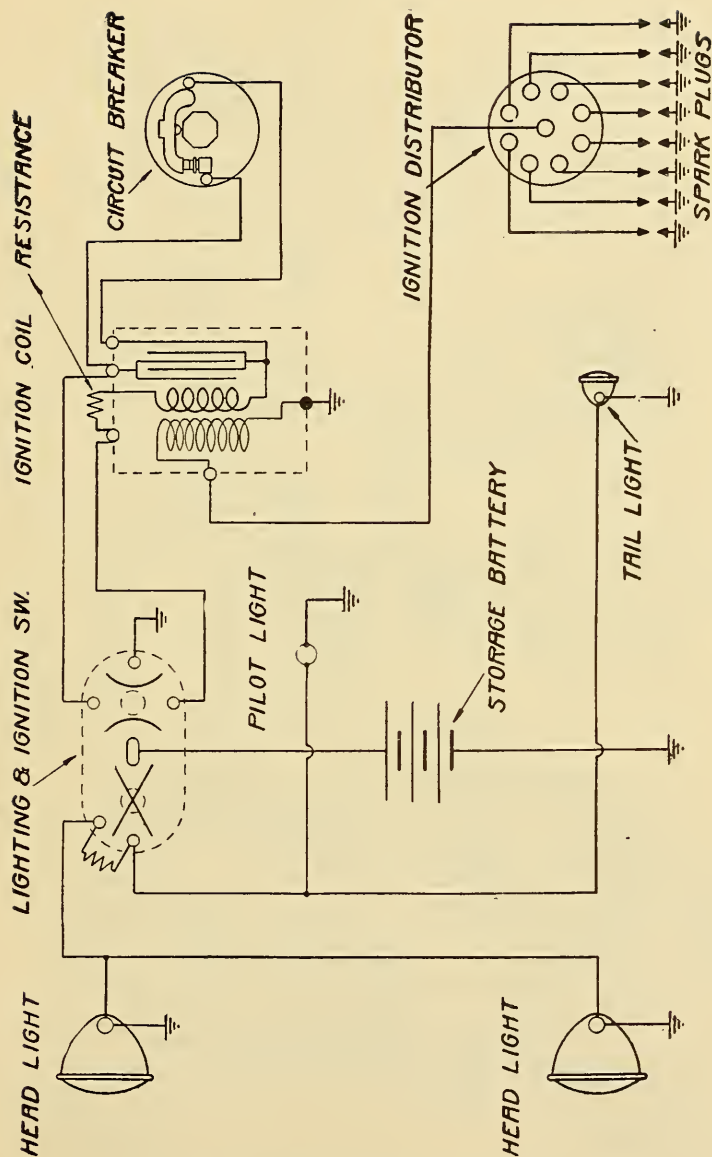 HEAD LIGHT
LIGHTING & IGNITION SW.
IGNITION COIL
RESISTANCE
CIRCUIT BREAKER
PILOT LIGHT
STORAGE BATTERY
IGNITION DISTRIBUTOR
HEAD LIGHT
TAIL LIGHT
SPARK PLUGS